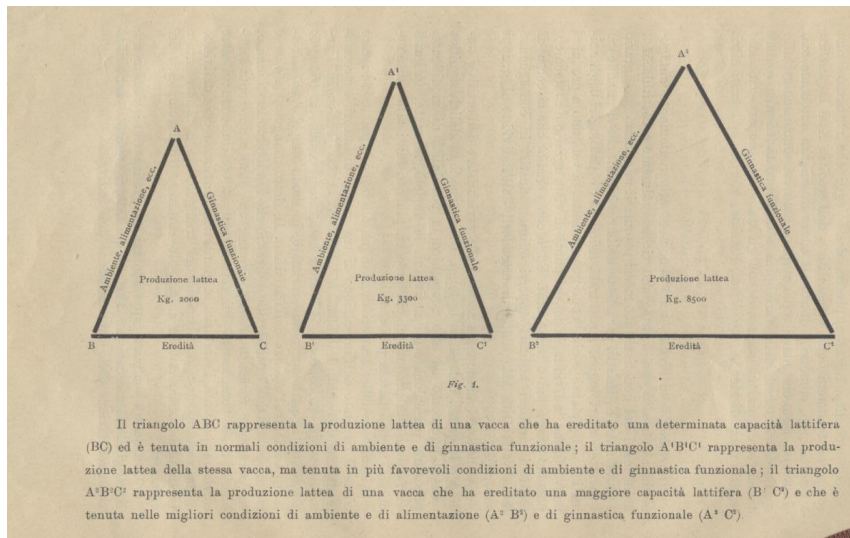 A
Ambiente, alimentazione, ecc.
Ginnastica funzionale
Produzione lattea
Kg. 2000
B Eredità C
A¹
Ambiente, alimentazione, ecc.
Ginnastica funzionale
Produzione lattea
Kg. 3300
B¹ Eredità C¹
A²
Ambiente, alimentazione, ecc.
Ginnastica funzionale
Produzione lattea
Kg. 8500
B² Eredità C²
Fig. 1.
Il triangolo ABC rappresenta la produzione lattea di una vacca che ha ereditato una determinata capacità lattifera
(BC) ed è tenuta in normali condizioni di ambiente e di ginnastica funzionale ; il triangolo A¹B¹C¹ rappresenta la produ-
zione lattea della stessa vacca, ma tenuta in più favorevoli condizioni di ambiente e di ginnastica funzionale ; il triangolo
A²B²C² rappresenta la produzione lattea di una vacca che ha ereditato una maggiore capacità lattifera (B² C²) e che è
tenuta nelle migliori condizioni di ambiente e di alimentazione (A² B²) e di ginnastica funzionale (A² C²).